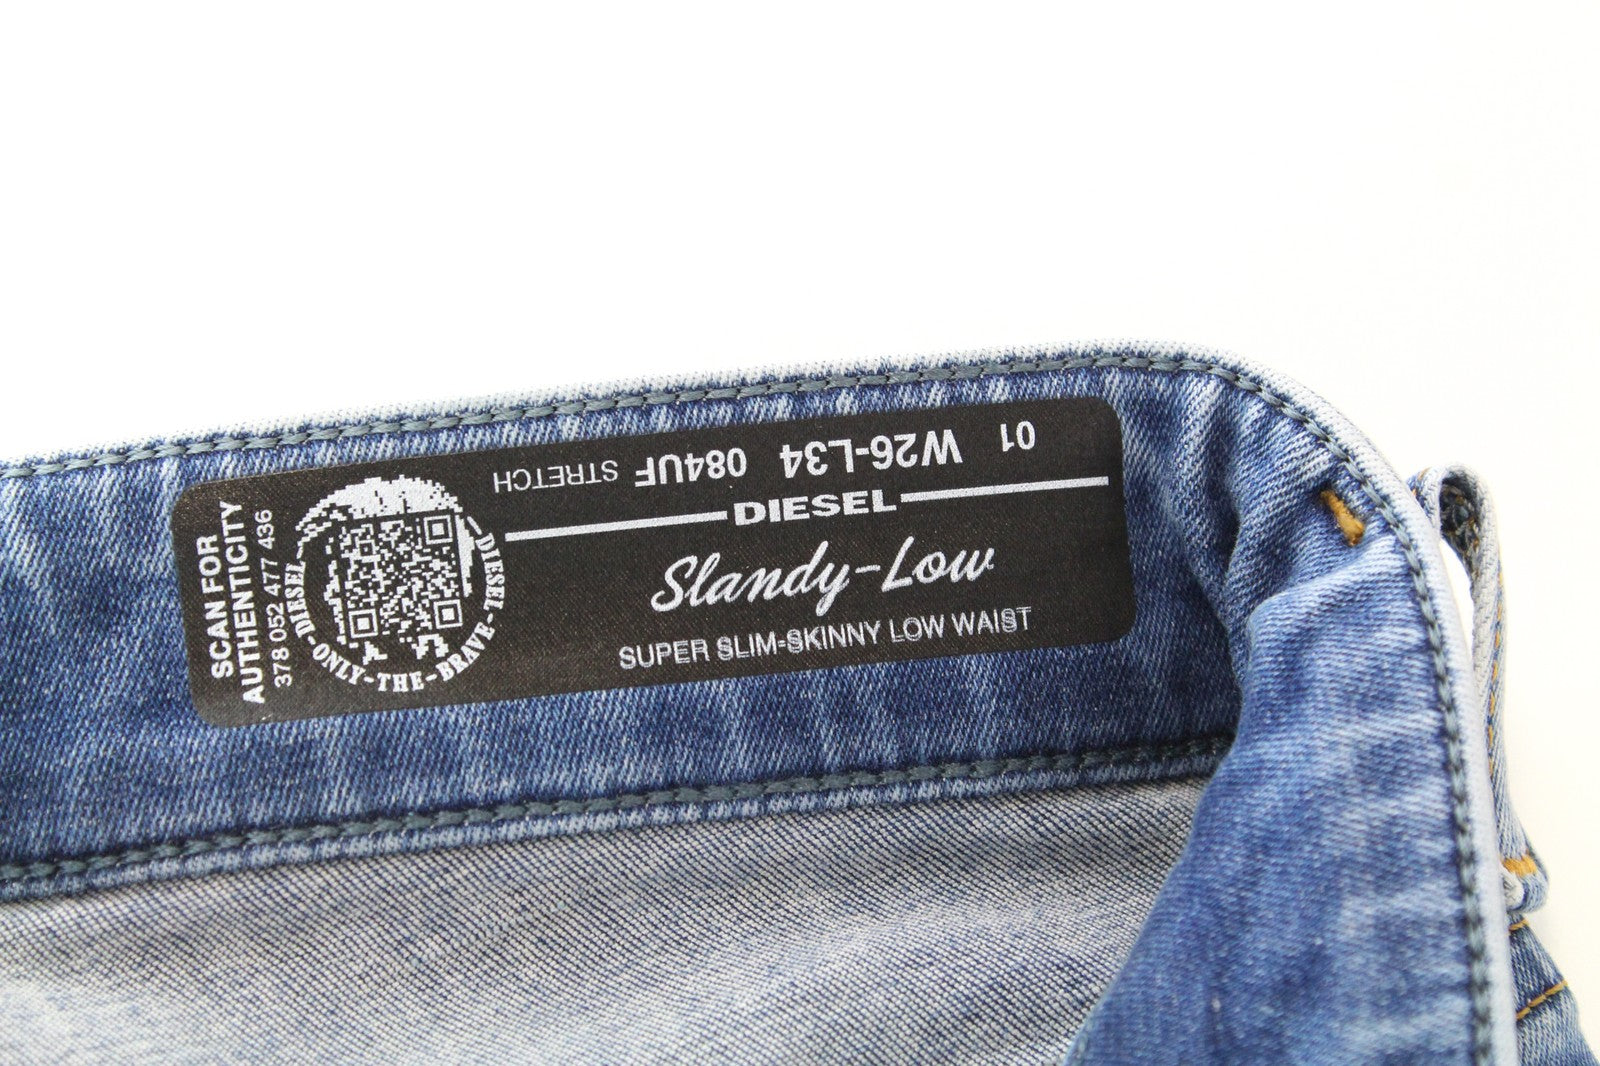 SCAN FOR
AUTHENTICITY
378 052 477 436
DIESEL-ONLY-THE-BRAVE-DIESEL-
01 W26-L34 084UF STRETCH
DIESEL
Slandy-Low
SUPER SLIM-SKINNY LOW WAIST